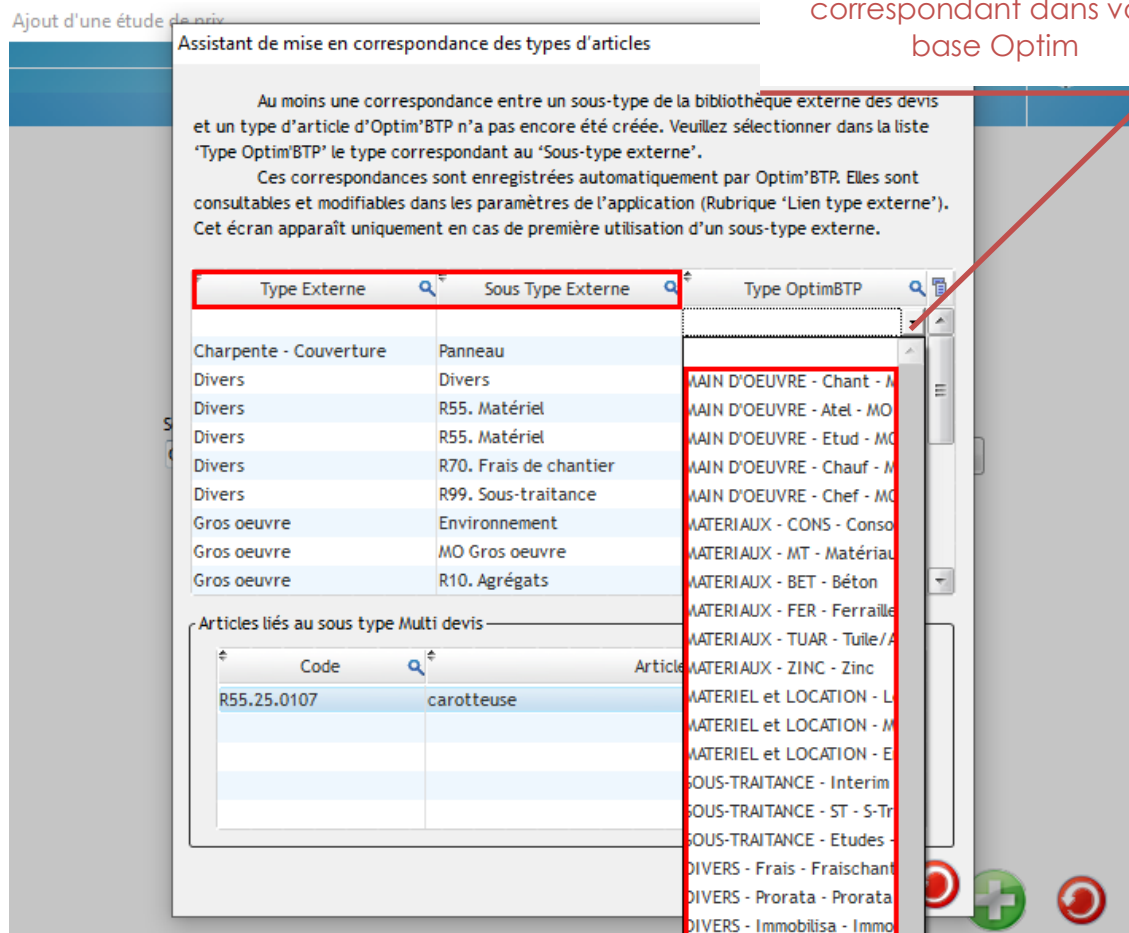 Ajout d'une étude de prix
correspondant dans
base Optim
Assistant de mise en correspondance des types d'articles
Au moins une correspondance entre un sous-type de la bibliothèque externe des devis
et un type d'article d'Optim'BTP n'a pas encore été créée. Veuillez sélectionner dans la liste
'Type Optim'BTP' le type correspondant au 'Sous-type externe'.
Ces correspondances sont enregistrées automatiquement par Optim'BTP. Elles sont
consultables et modifiables dans les paramètres de l'application (Rubrique 'Lien type externe').
Cet écran apparaît uniquement en cas de première utilisation d'un sous-type externe.
Type Externe Sous Type Externe Type OptimBTP
Charpente - Couverture Panneau
Divers Divers
Divers R55. Matériel
Divers R55. Matériel
Divers R70. Frais de chantier
Divers R99. Sous-traitance
Gros oeuvre Environnement
Gros oeuvre MO Gros oeuvre
Gros oeuvre R10. Agrégats
MAIN D'OEUVRE - Chant - M
MAIN D'OEUVRE - Atel - MO
MAIN D'OEUVRE - Etud - MO
MAIN D'OEUVRE - Chauf - M
MAIN D'OEUVRE - Chef - MO
MATERIAUX - CONS - Conso
MATERIAUX - MT - Matériau
MATERIAUX - BET - Béton
MATERIAUX - FER - Ferraille
MATERIAUX - TUAR - Tuile/A
MATERIAUX - ZINC - Zinc
MATERIEL et LOCATION - L
MATERIEL et LOCATION - M
MATERIEL et LOCATION - E
SOUS-TRAITANCE - Interim
SOUS-TRAITANCE - ST - S-Tr
SOUS-TRAITANCE - Etudes -
DIVERS - Frais - Fraischant
DIVERS - Prorata - Prorata
DIVERS - Immobilisa - Immo
Articles liés au sous type Multi devis
Code Article
R55.25.0107 carotteuse